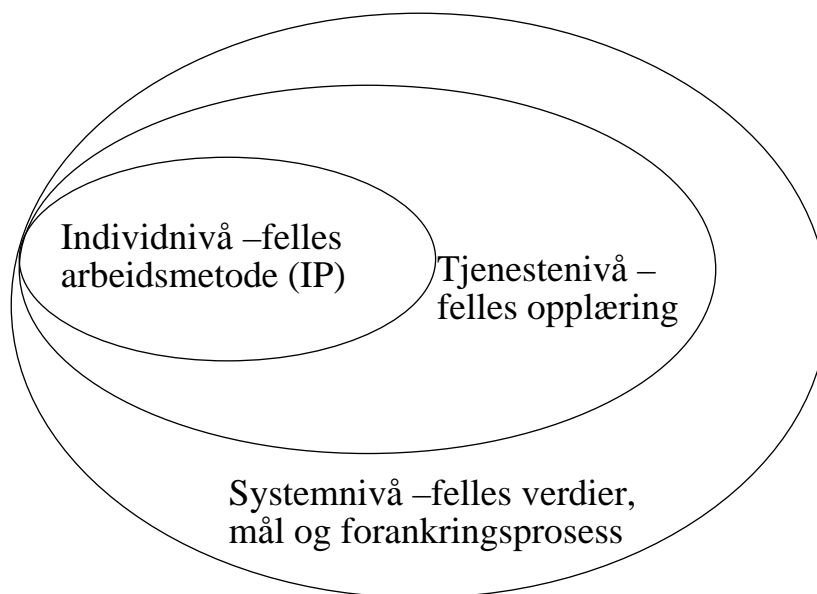 Individnivå –felles
arbeidsmetode (IP)
Tjenestenivå –
felles opplæring
Systemnivå –felles verdier,
mål og forankringsprosess